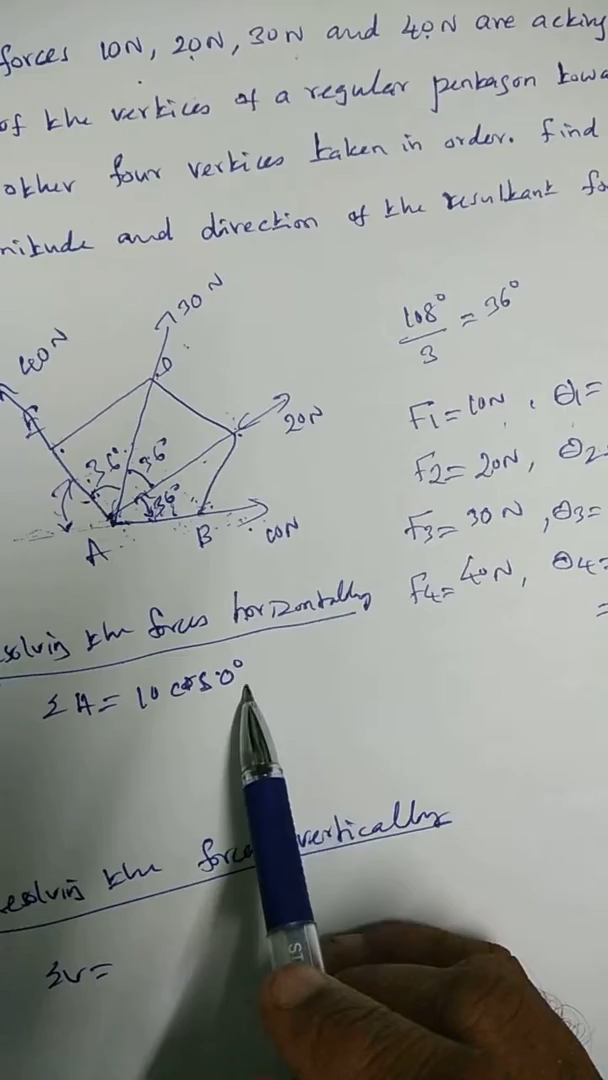 forces 10N, 20N, 30N and 40N are acking
of the vertices of a regular pentagon towa
other four vertices taken in order. find
nitude and direction of the resultant fo
30N
40N
D
E
C
20N
36° 36°
36°
A
B
10N
108°/3 = 36°
F1 = 10N, θ1 =
F2 = 20N, θ2
F3 = 30N, θ3 =
F4 = 40N, θ4 =
=
solving the forces horizontally
ΣH = 10 cos 0°
esolving the force vertically
ΣV =
ST